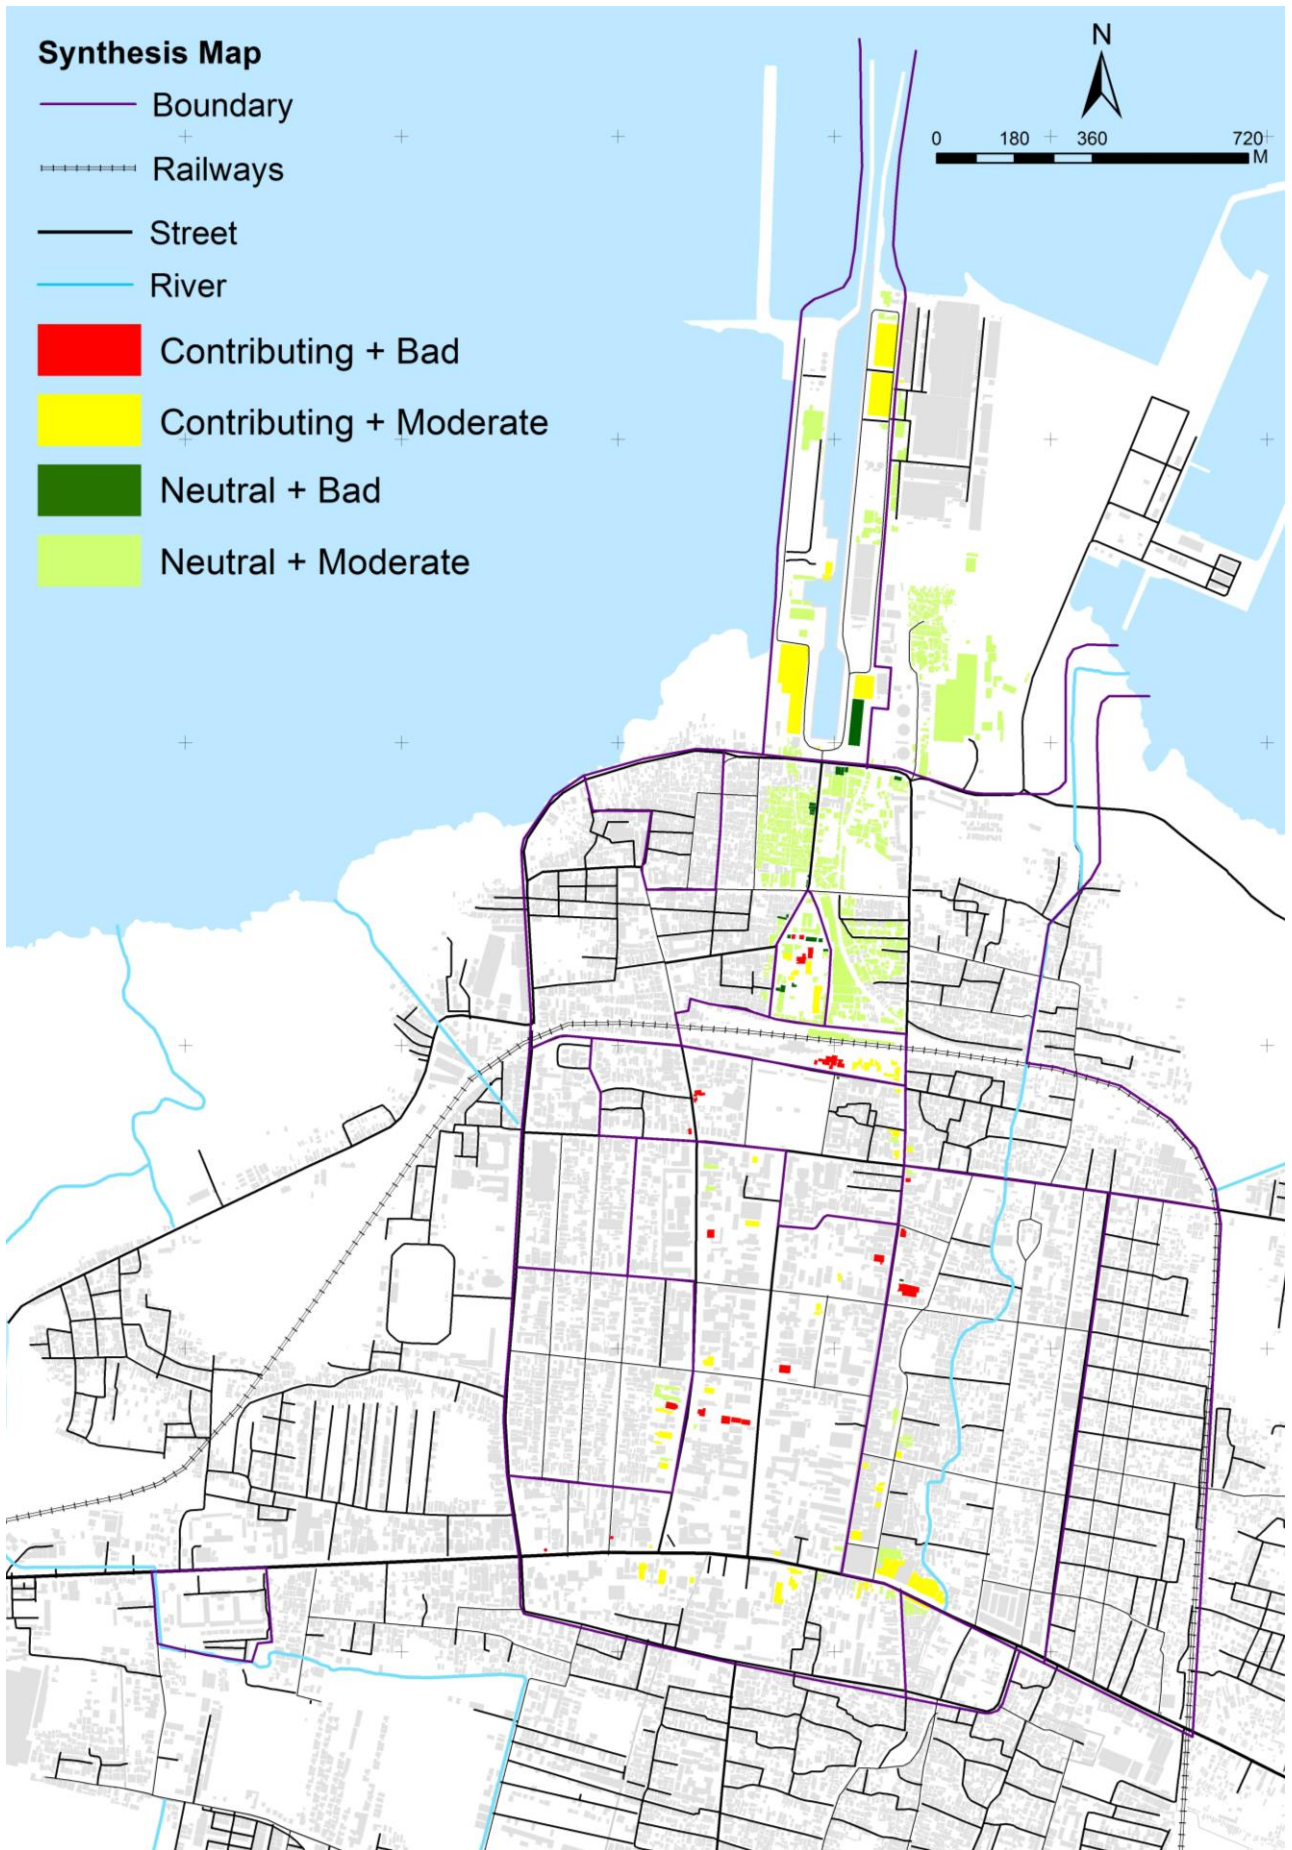 Synthesis Map
Boundary
Railways
Street
River
Contributing + Bad
Contributing + Moderate
Neutral + Bad
Neutral + Moderate
N
0 180 360 720
M